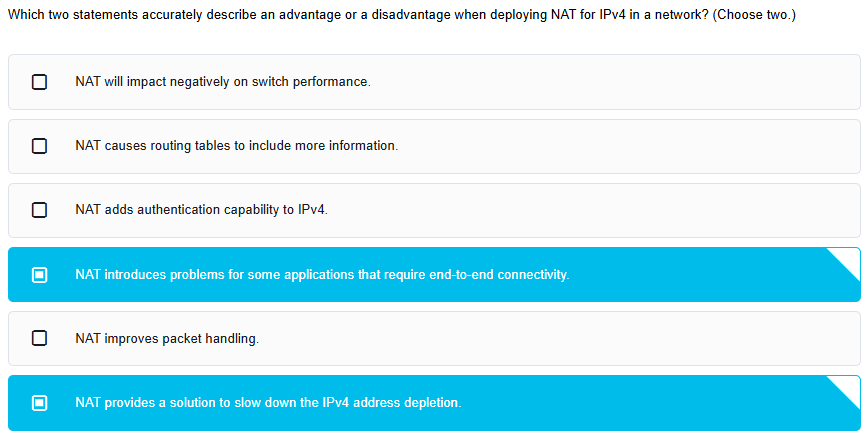 Which two statements accurately describe an advantage or a disadvantage when deploying NAT for IPv4 in a network? (Choose two.)
NAT will impact negatively on switch performance.
NAT causes routing tables to include more information.
NAT adds authentication capability to IPv4.
NAT introduces problems for some applications that require end-to-end connectivity.
NAT improves packet handling.
NAT provides a solution to slow down the IPv4 address depletion.